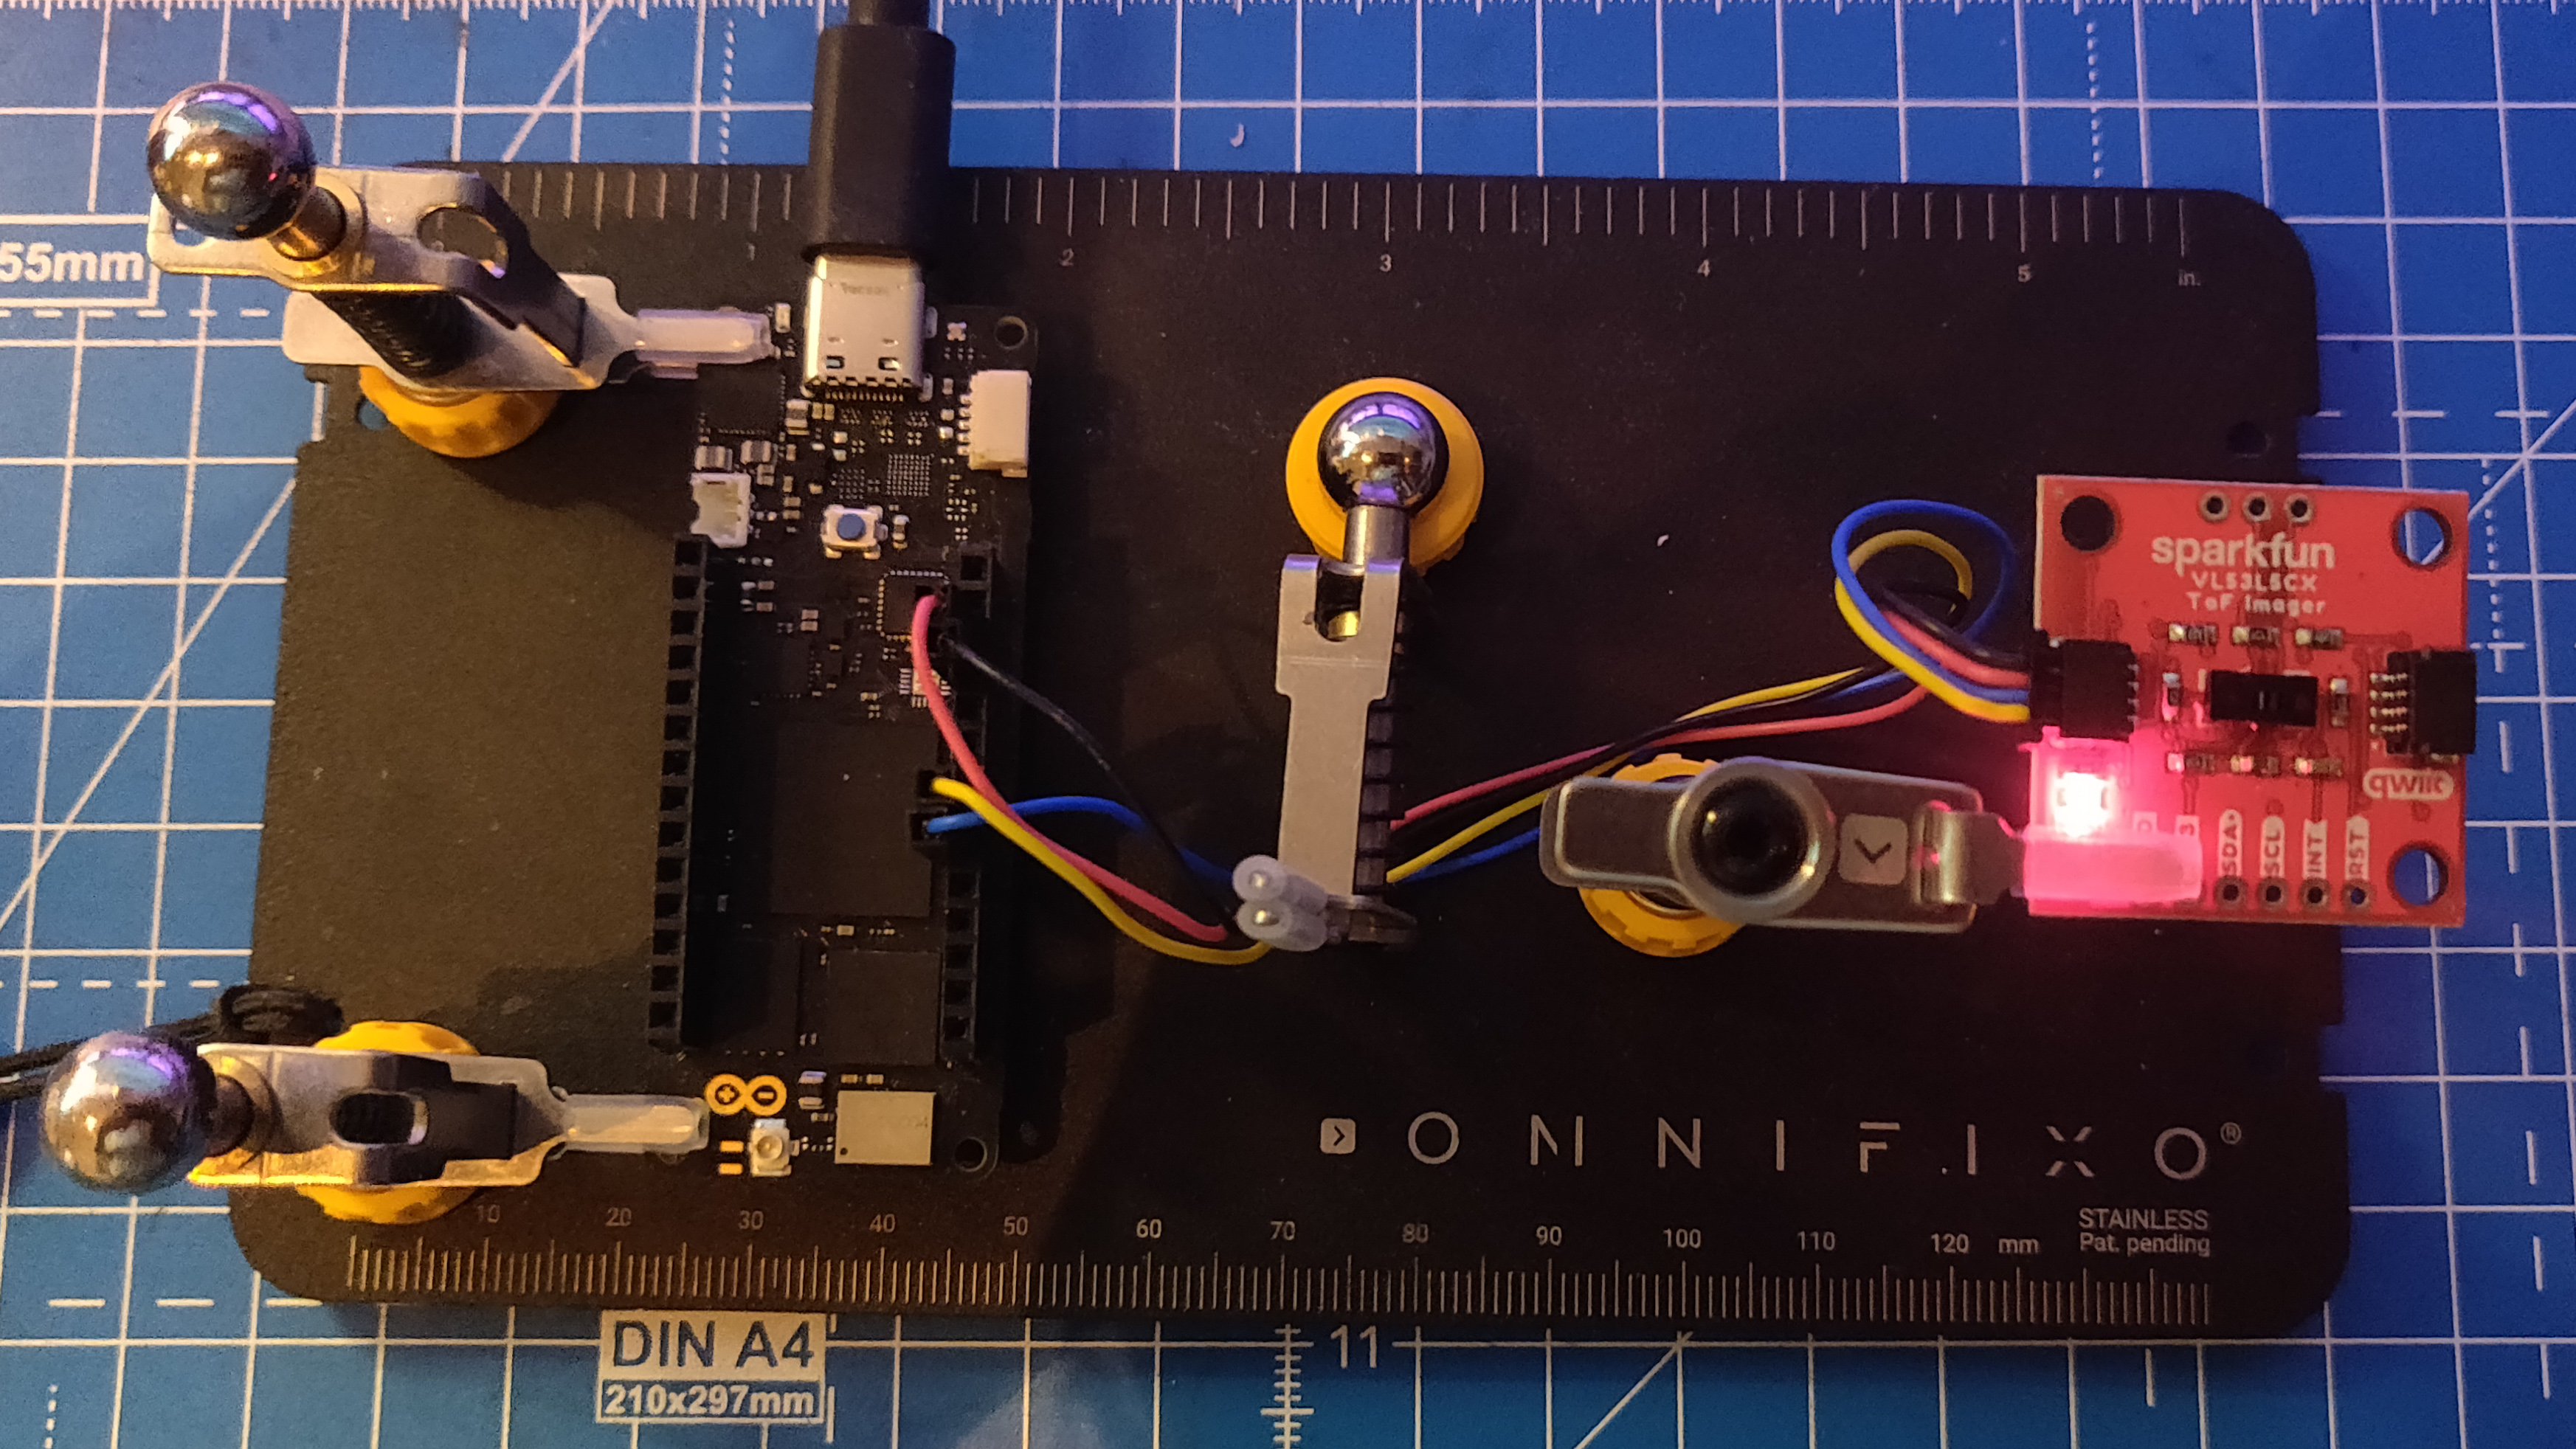 55mm
1
2
3
4
5
in.
sparkfun
VL53L5CX
ToF Imager
qwiic
SDA
SCL
INT
RST
OMNIFIXO®
10 20 30 40 50 60 70 80 90 100 110 120 mm
STAINLESS
Pat. pending
DIN A4
210x297mm
11